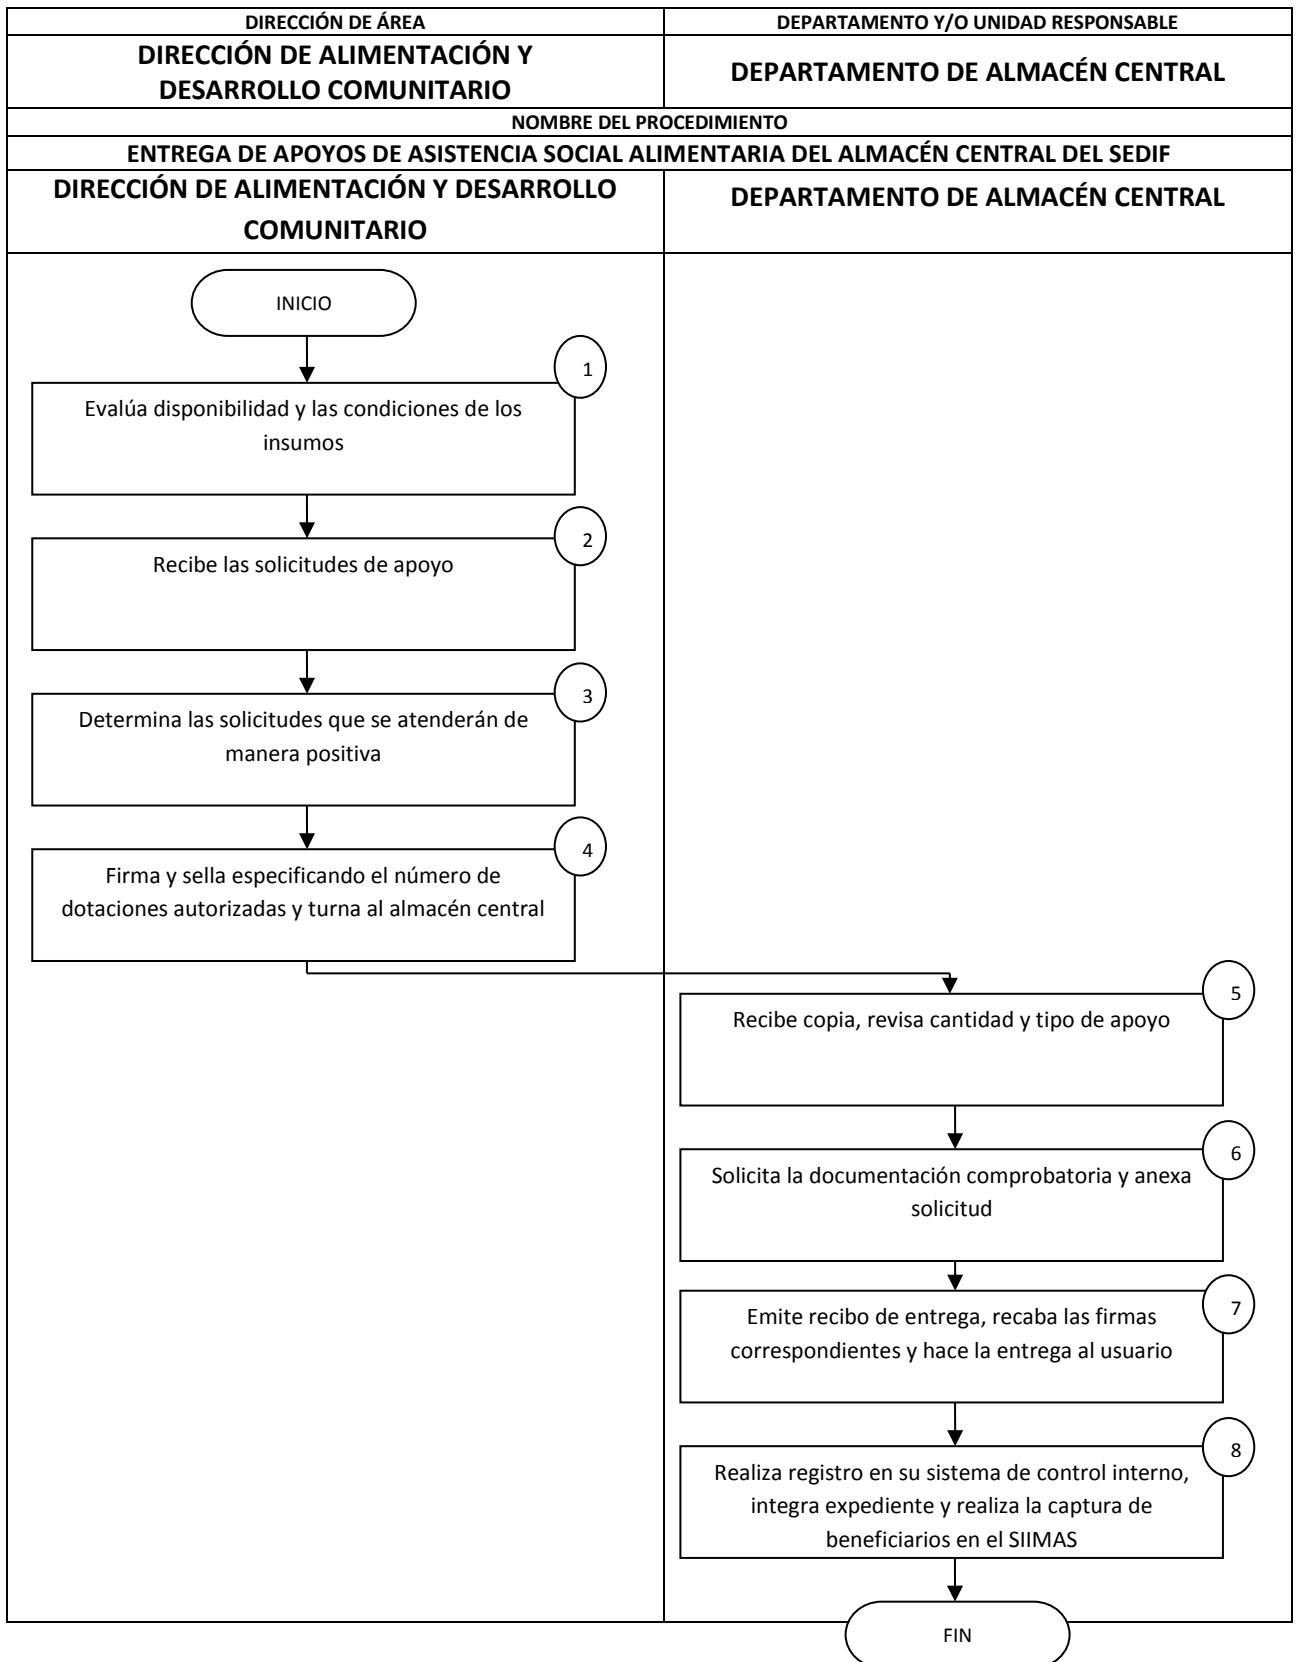 DIRECCIÓN DE ÁREA
DEPARTAMENTO Y/O UNIDAD RESPONSABLE
DIRECCIÓN DE ALIMENTACIÓN Y
DESARROLLO COMUNITARIO
DEPARTAMENTO DE ALMACÉN CENTRAL
NOMBRE DEL PROCEDIMIENTO
ENTREGA DE APOYOS DE ASISTENCIA SOCIAL ALIMENTARIA DEL ALMACÉN CENTRAL DEL SEDIF
DIRECCIÓN DE ALIMENTACIÓN Y DESARROLLO
COMUNITARIO
DEPARTAMENTO DE ALMACÉN CENTRAL
INICIO
1
Evalúa disponibilidad y las condiciones de los
insumos
2
Recibe las solicitudes de apoyo
3
Determina las solicitudes que se atenderán de
manera positiva
4
Firma y sella especificando el número de
dotaciones autorizadas y turna al almacén central
5
Recibe copia, revisa cantidad y tipo de apoyo
6
Solicita la documentación comprobatoria y anexa
solicitud
7
Emite recibo de entrega, recaba las firmas
correspondientes y hace la entrega al usuario
8
Realiza registro en su sistema de control interno,
integra expediente y realiza la captura de
beneficiarios en el SIIMAS
FIN